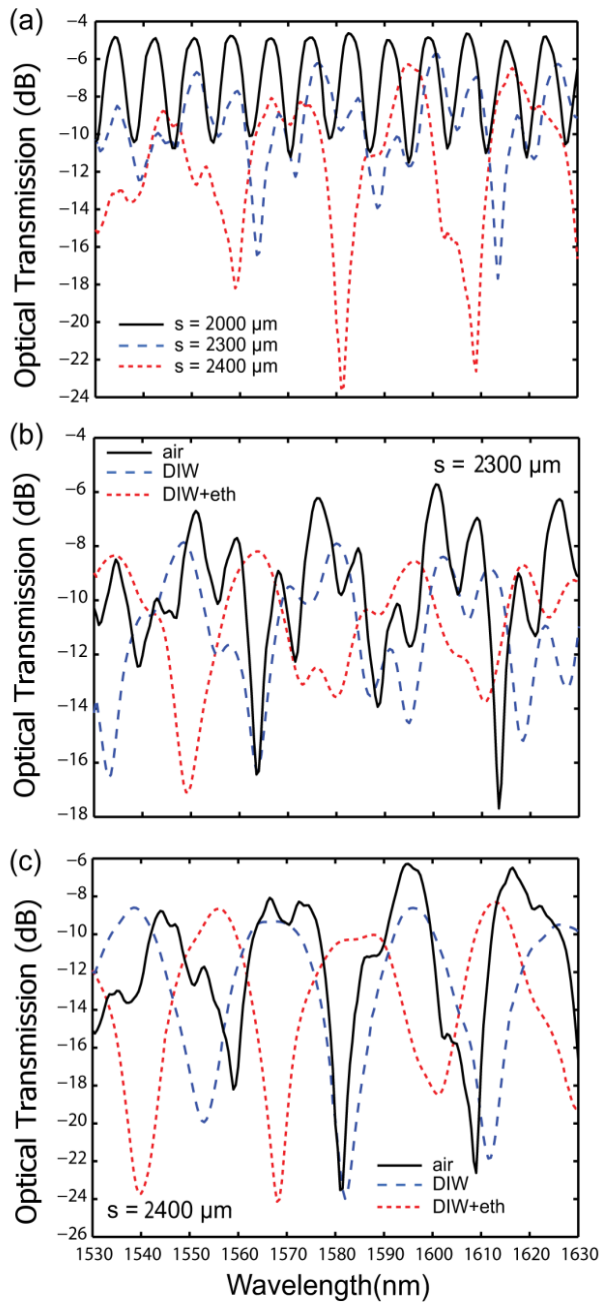 (a)
Optical Transmission (dB)
−4
−6
−8
−10
−12
−14
−16
−18
−20
−22
−24
s = 2000 μm
s = 2300 μm
s = 2400 μm
(b)
Optical Transmission (dB)
−4
−6
−8
−10
−12
−14
−16
−18
air
DIW
DIW+eth
s = 2300 μm
(c)
Optical Transmission (dB)
−6
−8
−10
−12
−14
−16
−18
−20
−22
−24
−26
s = 2400 μm
air
DIW
DIW+eth
1530 1540 1550 1560 1570 1580 1590 1600 1610 1620 1630
Wavelength(nm)